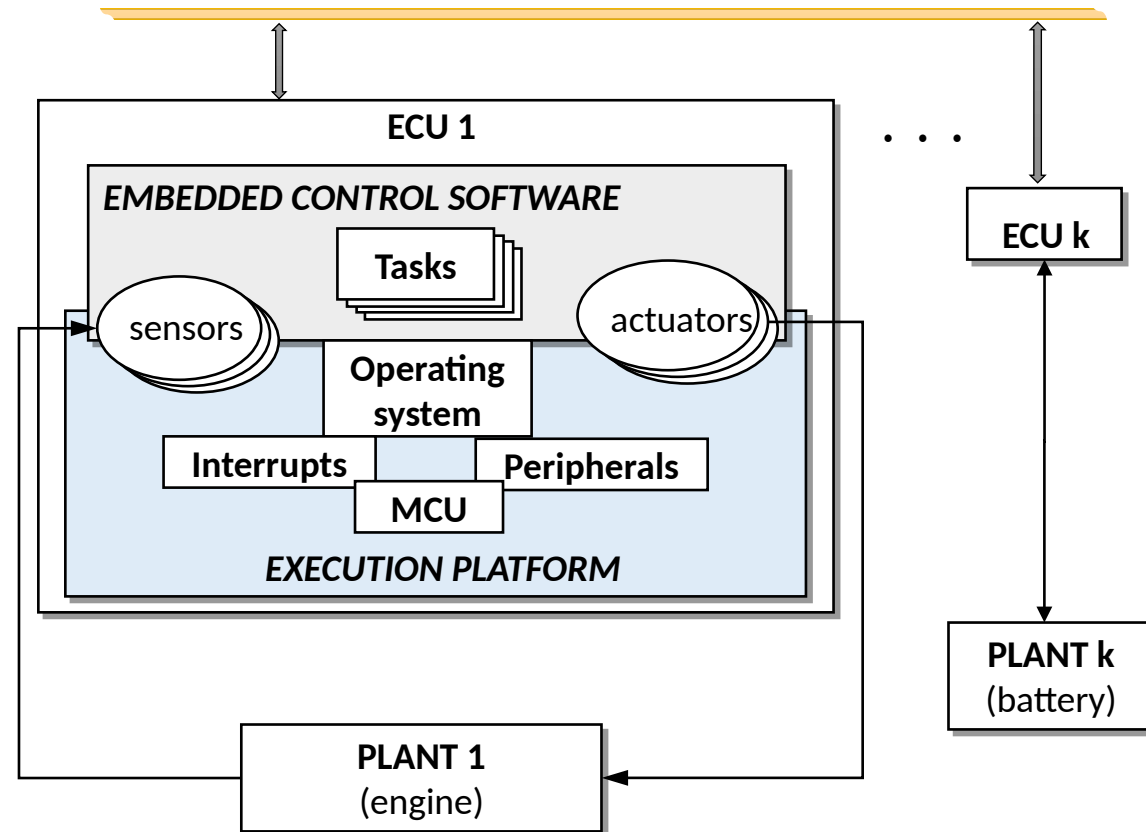 ECU 1
. . .
EMBEDDED CONTROL SOFTWARE
ECU k
Tasks
sensors
actuators
Operating
system
Interrupts
Peripherals
MCU
EXECUTION PLATFORM
PLANT k
(battery)
PLANT 1
(engine)